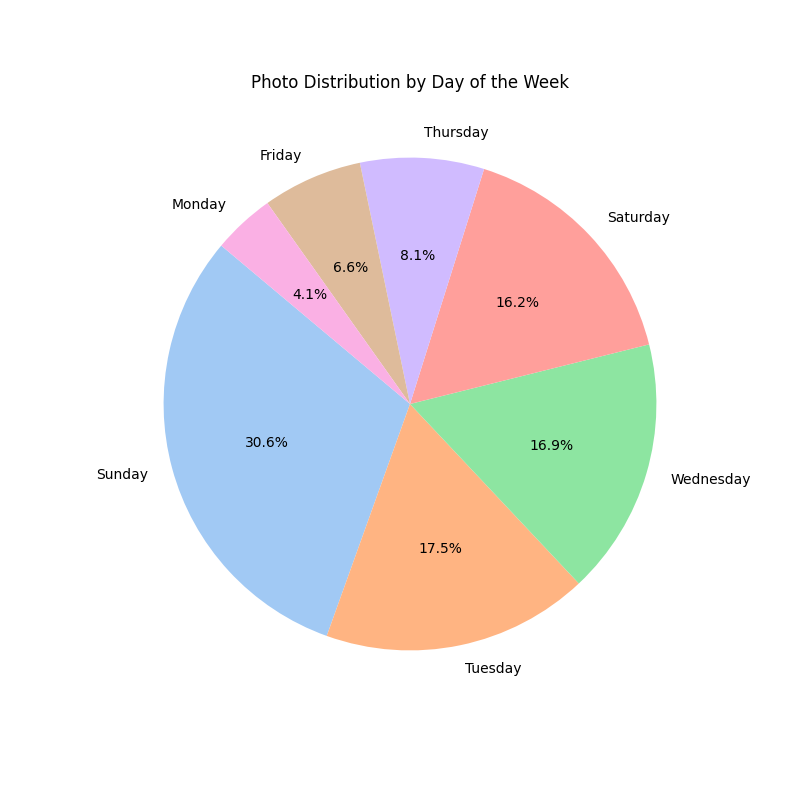 Photo Distribution by Day of the Week
Thursday
Friday
Monday
Saturday
8.1%
6.6%
4.1%
16.2%
30.6%
16.9%
Sunday
Wednesday
17.5%
Tuesday